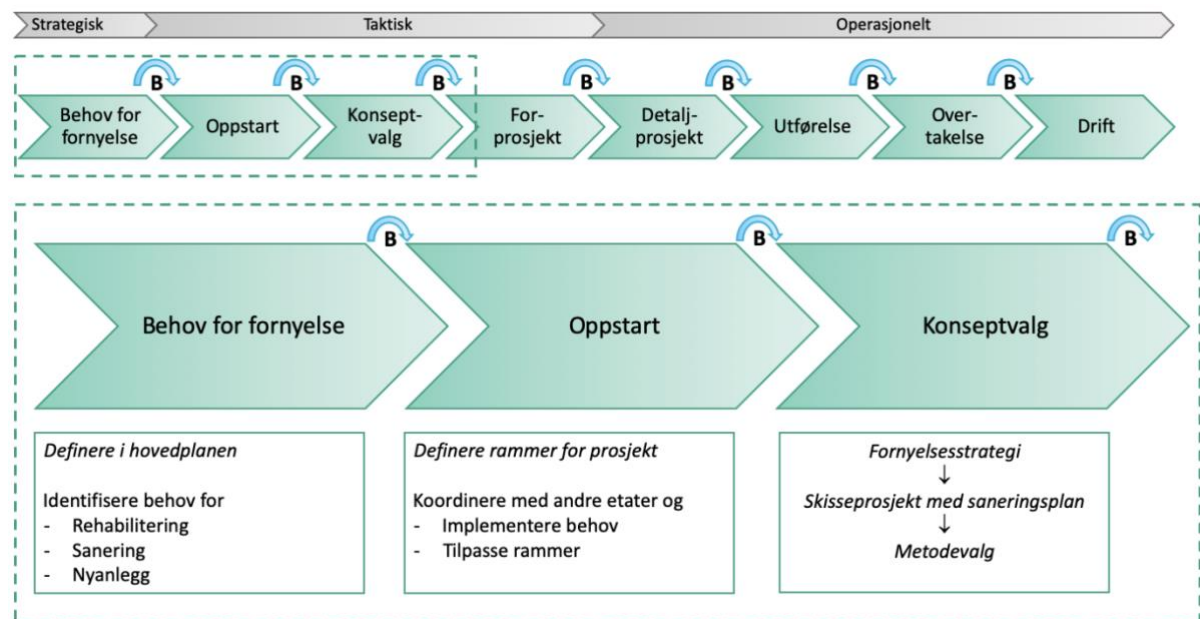 Strategisk
Taktisk
Operasjonelt
B
B
B
B
B
B
B
Behov for
fornyelse
Oppstart
Konsept-
valg
For-
prosjekt
Detalj-
prosjekt
Utførelse
Over-
takelse
Drift
B
B
B
Behov for fornyelse
Oppstart
Konseptvalg
Definere i hovedplanen
Identifisere behov for
- Rehabilitering
- Sanering
- Nyanlegg
Definere rammer for prosjekt
Koordinere med andre etater og
- Implementere behov
- Tilpasse rammer
Fornyelsesstrategi
↓
Skisseprosjekt med saneringsplan
↓
Metodevalg